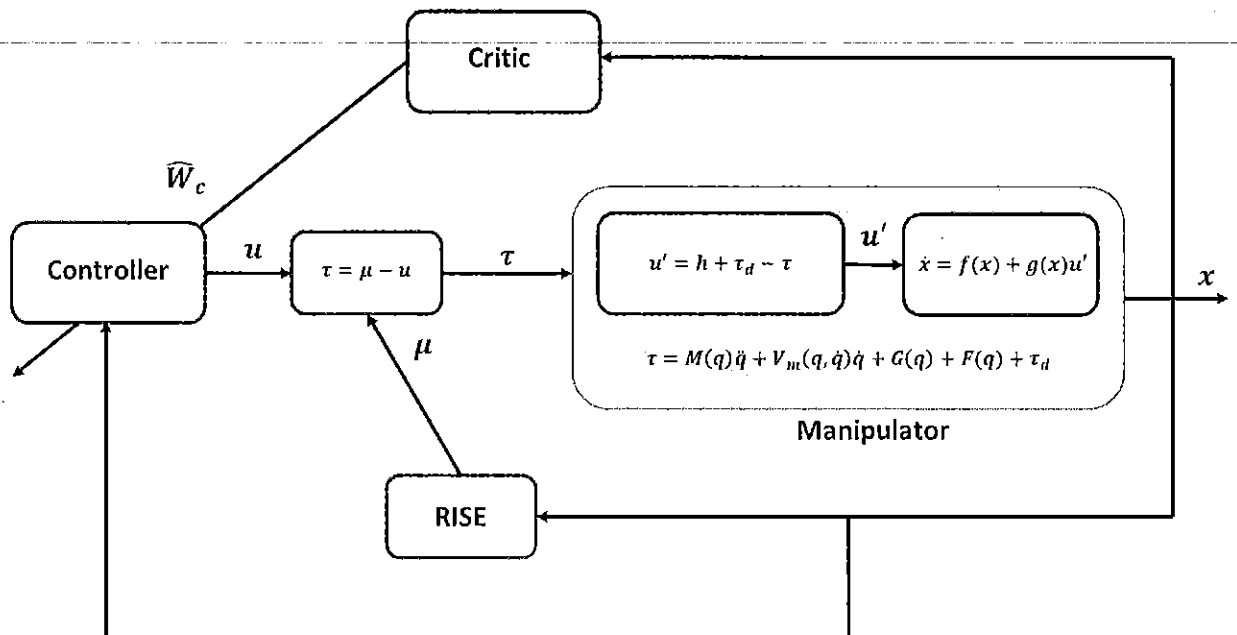 Critic
Ŵ_c
Controller
u
τ = μ − u
τ
u′ = h + τ_d − τ
u′
ẋ = f(x) + g(x)u′
x
μ
τ = M(q)q̈ + V_m(q, q̇)q̇ + G(q) + F(q) + τ_d
Manipulator
RISE